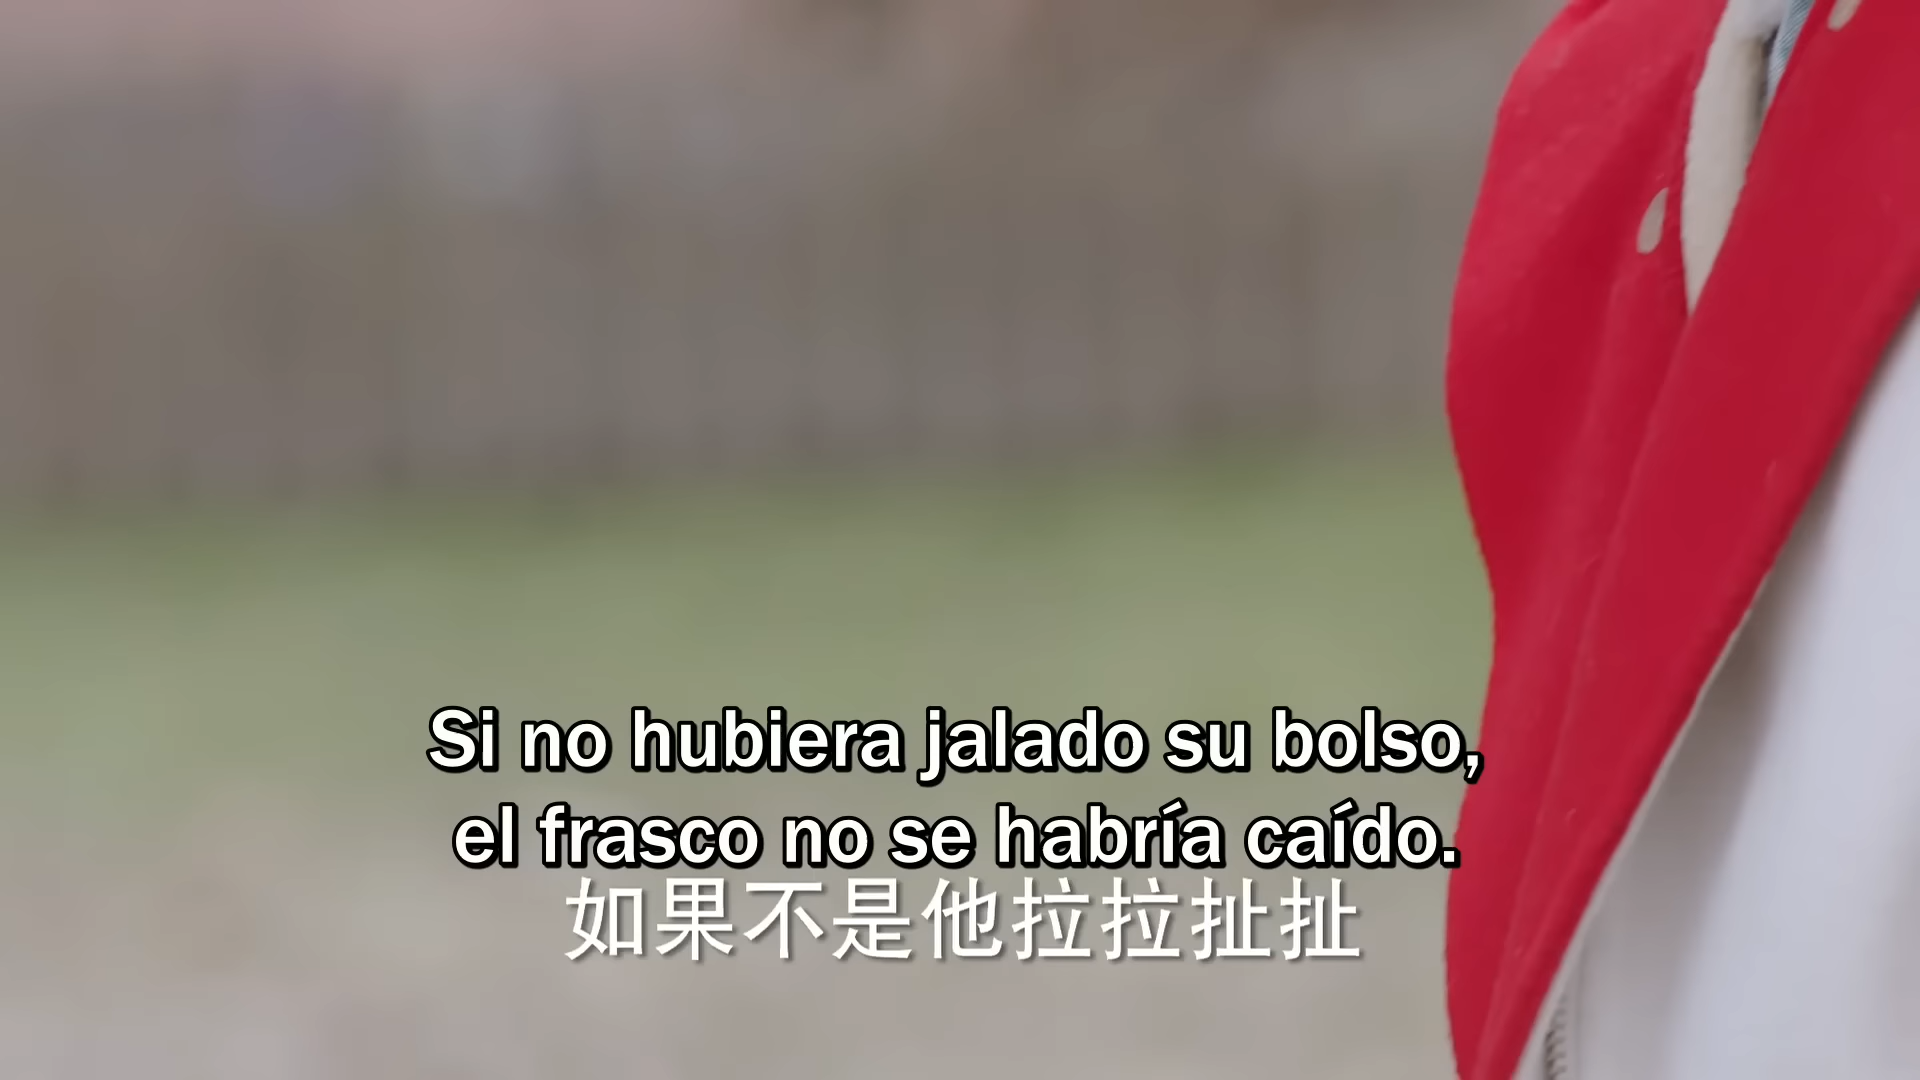 Si no hubiera jalado su bolso,
el frasco no se habría caído.
如果不是他拉拉扯扯